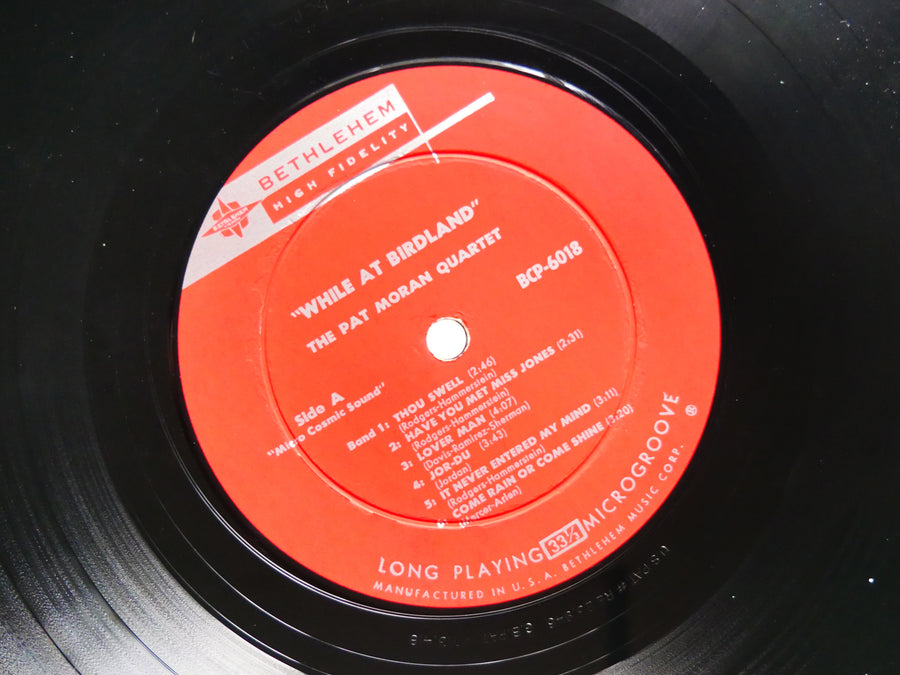 BETHLEHEM
HIGH FIDELITY
BETHLEHEM
"WHILE AT BIRDLAND"
THE PAT MORAN QUARTET
BCP-6018
Side A
"Micro Cosmic Sound"
Band 1: THOU SWELL (2:46)
(Rodgers-Hammerstein)
2: HAVE YOU MET MISS JONES (2:31)
(Rodgers-Hammerstein)
3: LOVER MAN (4:07)
(Davis-Ramirez-Sherman)
4: JOR-DU (3:43)
(Jordan)
5: IT NEVER ENTERED MY MIND (3:11)
(Rodgers-Hammerstein)
6: COME RAIN OR COME SHINE (3:20)
(Mercer-Arlen)
LONG PLAYING 33⅓ MICROGROOVE ®
MANUFACTURED IN U.S.A. BETHLEHEM MUSIC CORP.